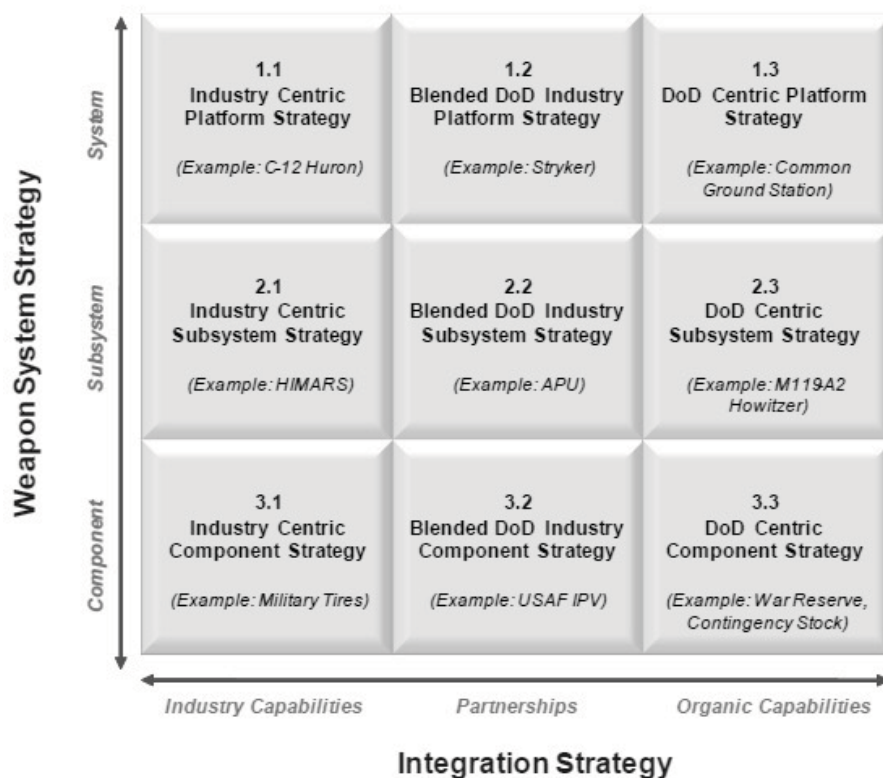 Weapon System Strategy
System
Subsystem
Component
1.1
Industry Centric
Platform Strategy
(Example: C-12 Huron)
1.2
Blended DoD Industry
Platform Strategy
(Example: Stryker)
1.3
DoD Centric Platform
Strategy
(Example: Common
Ground Station)
2.1
Industry Centric
Subsystem Strategy
(Example: HIMARS)
2.2
Blended DoD Industry
Subsystem Strategy
(Example: APU)
2.3
DoD Centric
Subsystem Strategy
(Example: M119-A2
Howitzer)
3.1
Industry Centric
Component Strategy
(Example: Military Tires)
3.2
Blended DoD Industry
Component Strategy
(Example: USAF IPV)
3.3
DoD Centric
Component Strategy
(Example: War Reserve,
Contingency Stock)
Industry Capabilities
Partnerships
Organic Capabilities
Integration Strategy